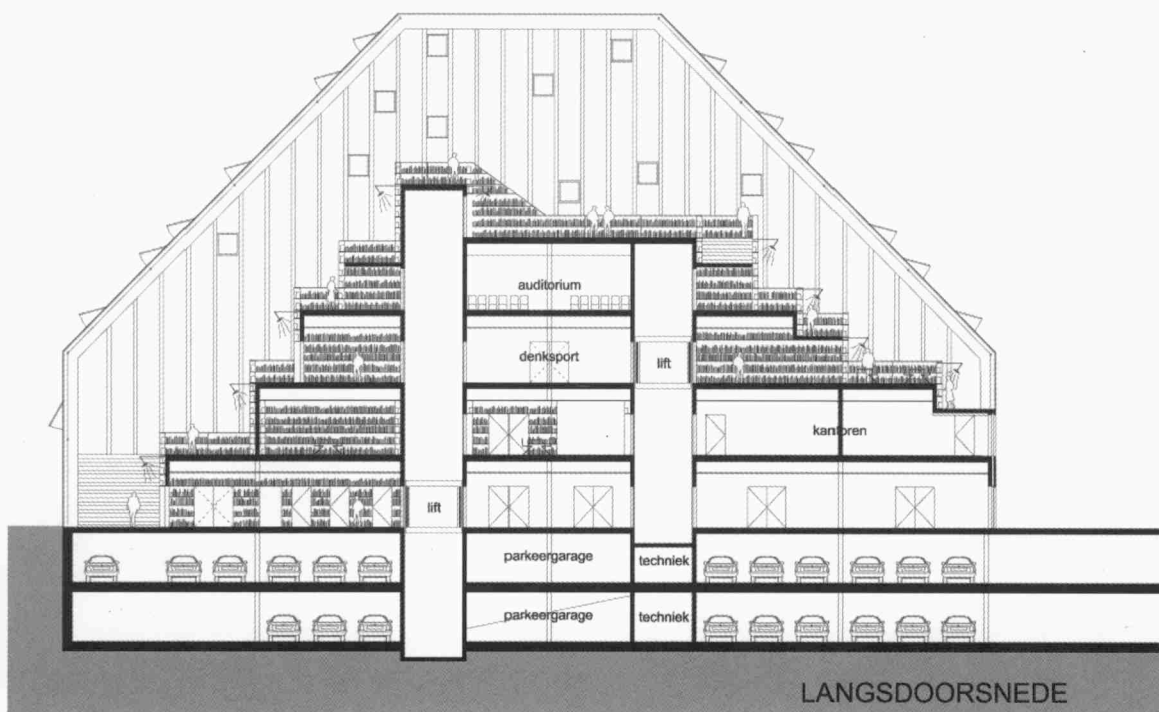 auditorium
denksport
lift
kantoren
lift
parkeergarage
techniek
parkeergarage
techniek
LANGSDOORSNEDE